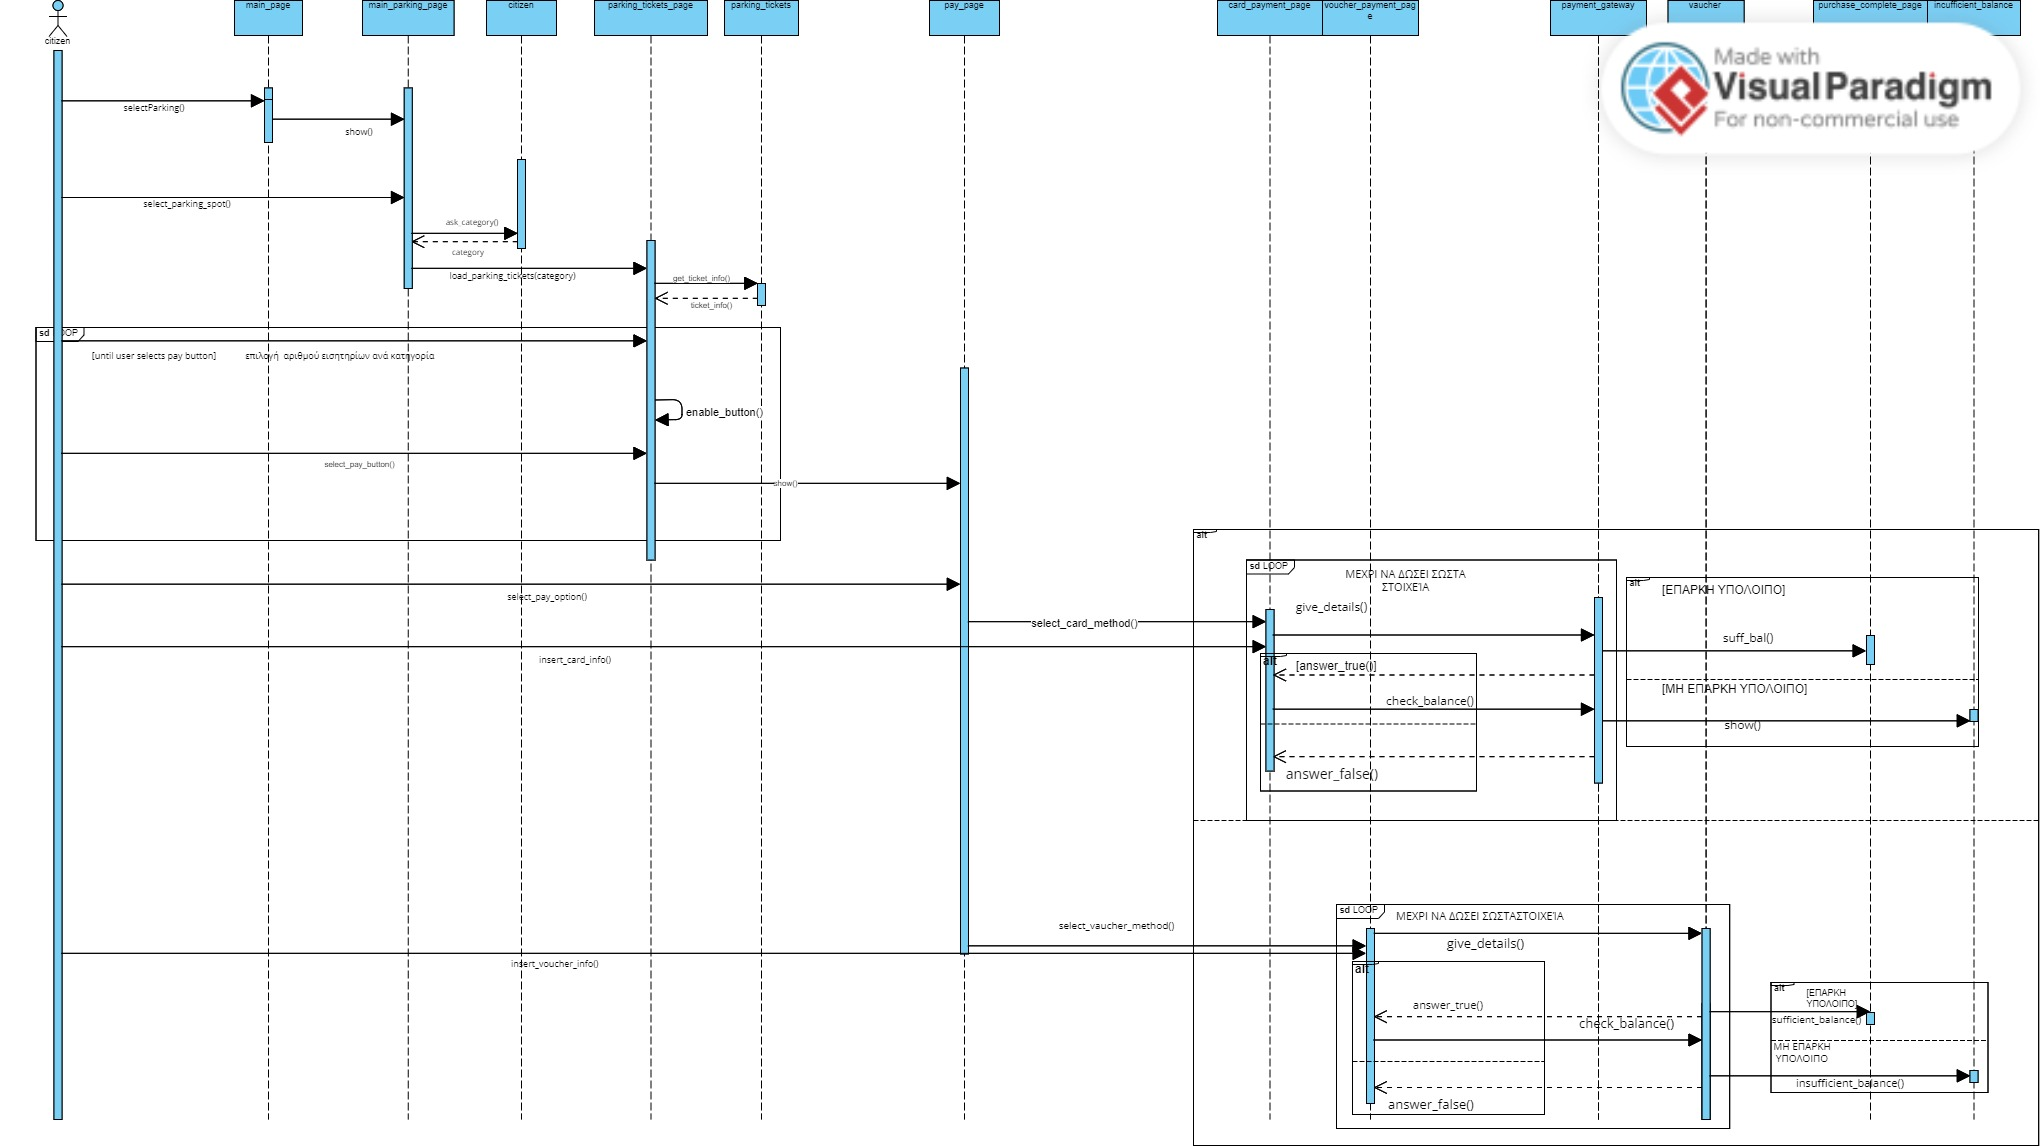 main_page
main_parking_page
citizen
parking_tickets_page
parking_tickets
pay_page
card_payment_page
voucher_payment_pag
e
payment_gateway
vaucher
purchase_complete_page
incufficient_balance
citizen
Made with
Visual Paradigm
For non-commercial use
selectParking()
show()
select_parking_spot()
ask_category()
category
load_parking_tickets(category)
get_ticket_info()
ticket_info()
sd LOOP
[until user selects pay button]
επιλογή αριθμού εισητηρίων ανά κατηγορία
enable_button()
select_pay_button()
show()
alt
sd LOOP
ΜΕΧΡΙ ΝΑ ΔΩΣΕΙ ΣΩΣΤΑ
ΣΤΟΙΧΕΊΑ
alt
[ΕΠΑΡΚΗ ΥΠΟΛΟΙΠΟ]
select_pay_option()
give_details()
select_card_method()
suff_bal()
insert_card_info()
alt
[answer_true()]
[ΜΗ ΕΠΑΡΚΗ ΥΠΟΛΟΙΠΟ]
check_balance()
show()
answer_false()
sd LOOP
ΜΕΧΡΙ ΝΑ ΔΩΣΕΙ ΣΩΣΤΑΣΤΟΙΧΕΊΑ
select_vaucher_method()
give_details()
insert_voucher_info()
alt
alt
[ΕΠΑΡΚΗ
ΥΠΟΛΟΙΠΟ]
answer_true()
check_balance()
sufficient_balance()
ΜΗ ΕΠΑΡΚΗ
ΥΠΟΛΟΙΠΟ
insufficient_balance()
answer_false()